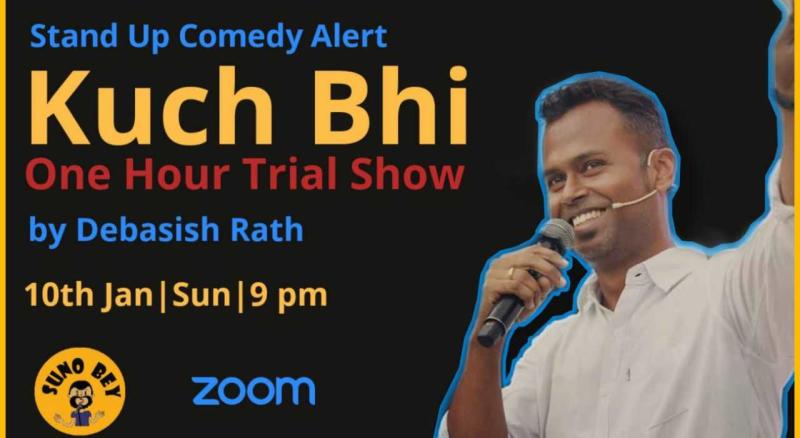 Stand Up Comedy Alert
Kuch Bhi
One Hour Trial Show
by Debasish Rath
10th Jan|Sun|9 pm
SUNO BEY
zoom